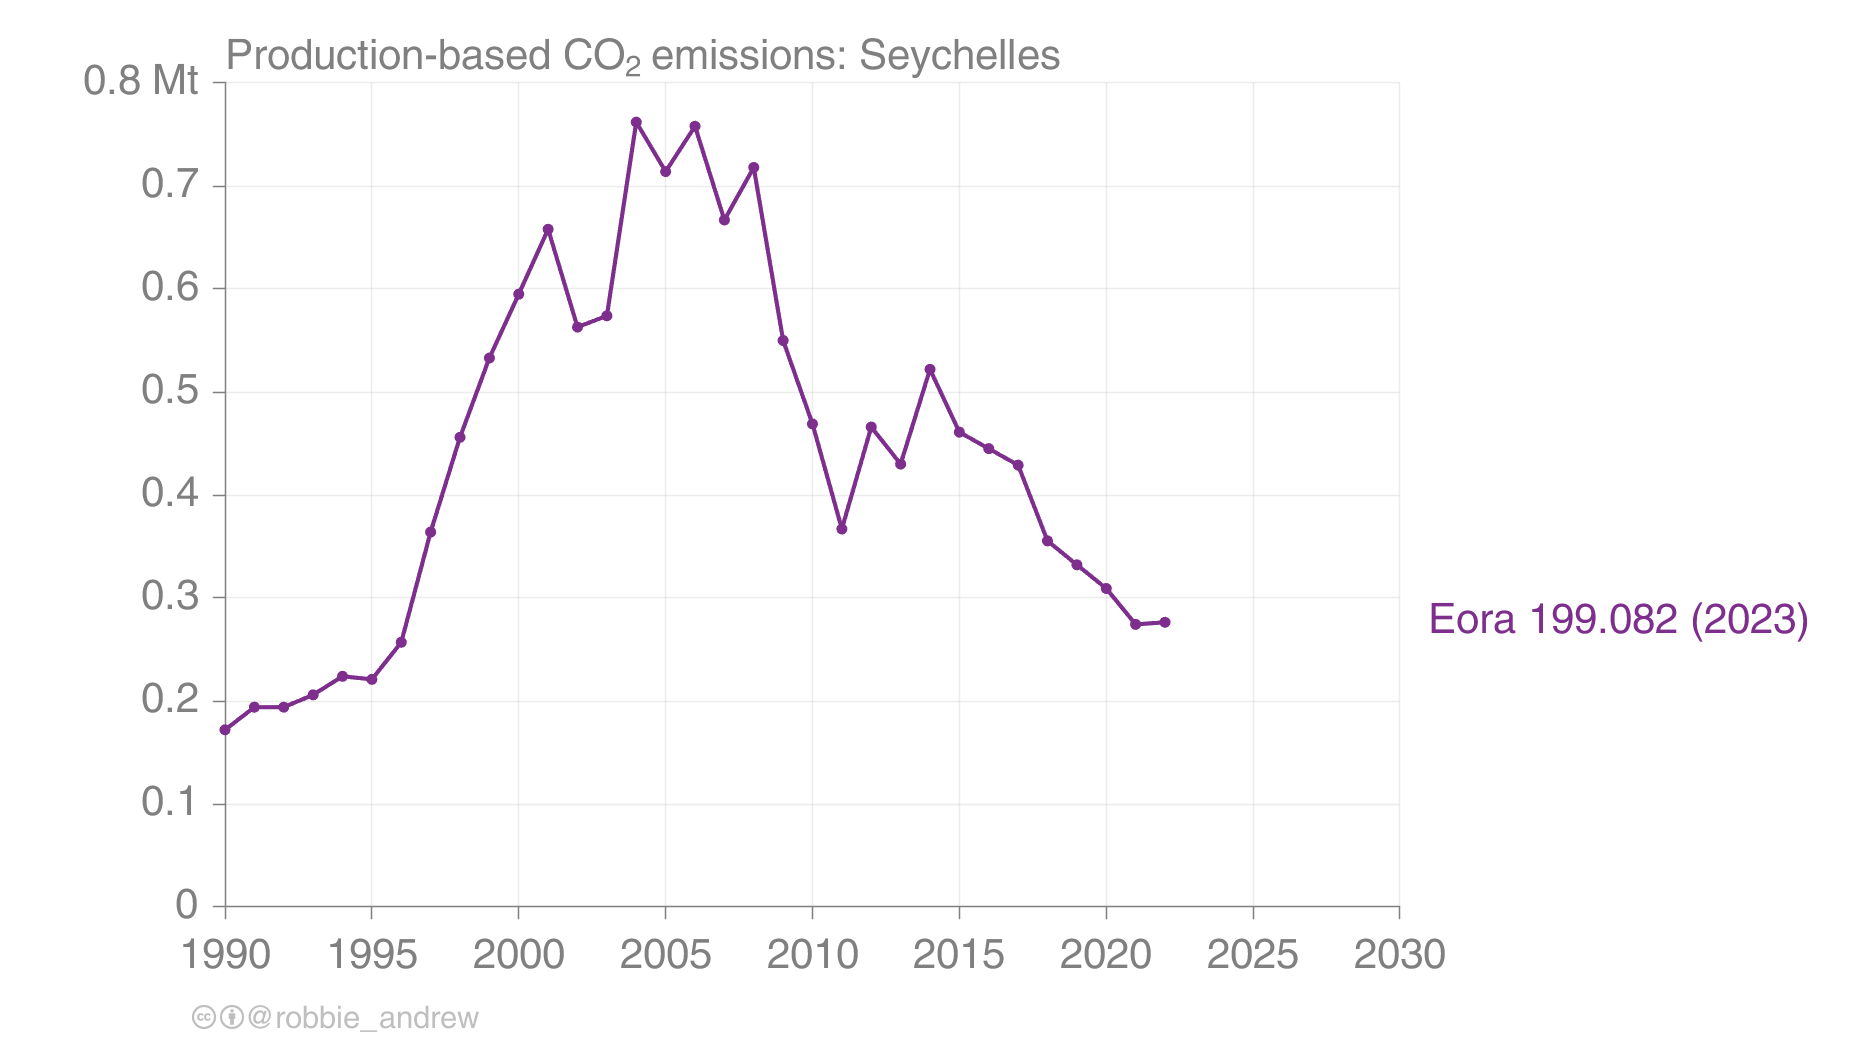 Production-based CO₂ emissions: Seychelles
0.8 Mt
0.7
0.6
0.5
0.4
0.3
0.2
0.1
0
1990 1995 2000 2005 2010 2015 2020 2025 2030
Eora 199.082 (2023)
cc @robbie_andrew